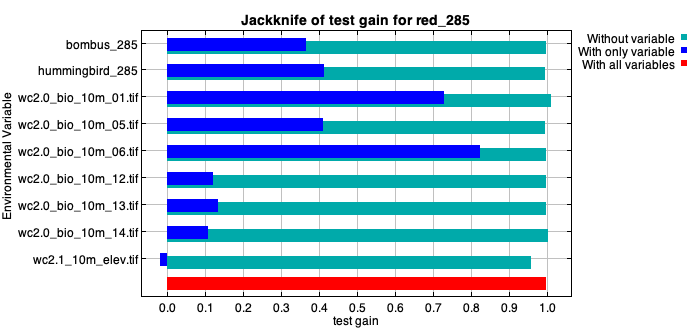 Jackknife of test gain for red_285
Without variable
With only variable
With all variables
Environmental Variable
bombus_285
hummingbird_285
wc2.0_bio_10m_01.tif
wc2.0_bio_10m_05.tif
wc2.0_bio_10m_06.tif
wc2.0_bio_10m_12.tif
wc2.0_bio_10m_13.tif
wc2.0_bio_10m_14.tif
wc2.1_10m_elev.tif
0.0 0.1 0.2 0.3 0.4 0.5 0.6 0.7 0.8 0.9 1.0
test gain